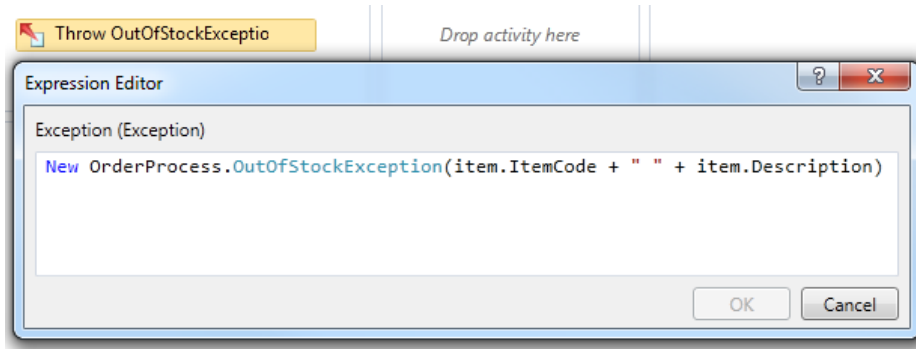 Throw OutOfStockExceptio
Drop activity here
Expression Editor
?
X
Exception (Exception)
New OrderProcess.OutOfStockException(item.ItemCode + " " + item.Description)
OK
Cancel